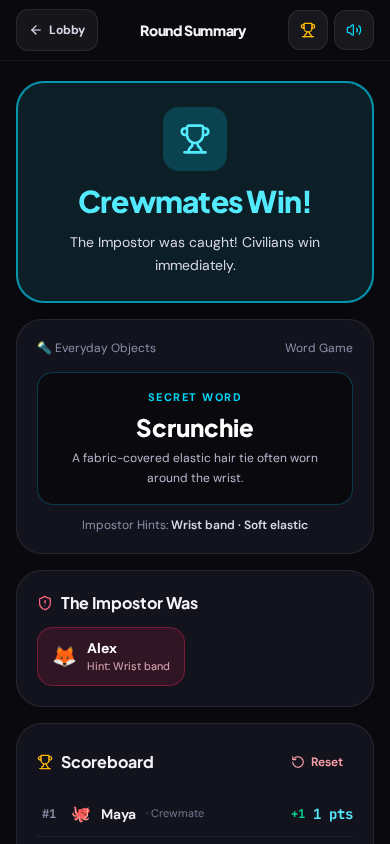 Lobby
Round Summary
Crewmates Win!
The Impostor was caught! Civilians win
immediately.
Everyday Objects
Word Game
SECRET WORD
Scrunchie
A fabric-covered elastic hair tie often worn
around the wrist.
Impostor Hints: Wrist band · Soft elastic
The Impostor Was
Alex
Hint: Wrist band
Scoreboard
Reset
#1 Maya · Crewmate +1 1 pts